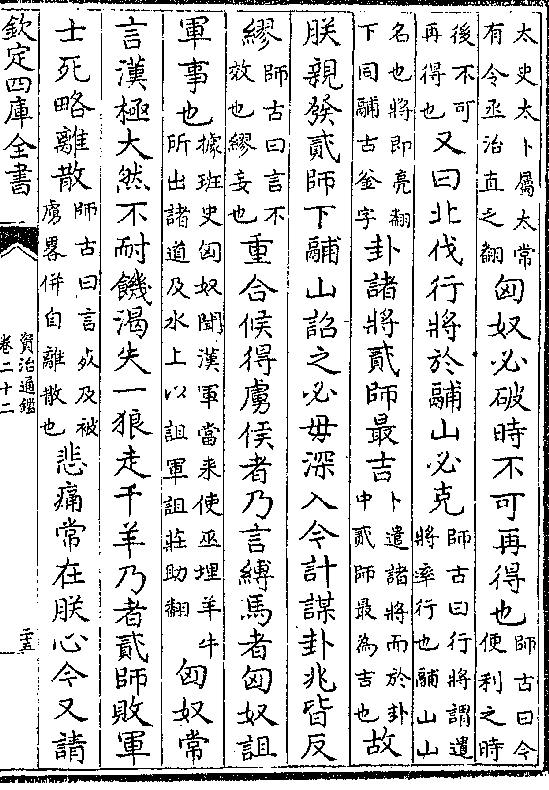 太史太卜屬太常有令丞治直之翻匈奴必破時不可再得也師古曰今便利之時
後不可再得也又曰北伐行將於鬴山必克師古曰行將謂遣將率行也鬴山山
名也將即亮翻下同鬴古釜字卦諸將貳師最吉卜遣諸將而於卦中貳師最為吉也故
朕親發貳師下鬴山詔之必毋深入今計謀卦兆皆反
繆師古曰言不效也繆妄也重合候得虜候者乃言縛馬者匈奴詛
軍事也據班史匈奴聞漢軍當來使巫埋羊牛所出諸道及水上以詛軍詛莊助翻匈奴常
言漢極大然不耐饑渴失一狼走千羊乃者貳師敗軍
士死略離散師古曰言死及被虜畧併自離散也悲痛常在朕心今又請
欽定四庫全書
資治通鑑
卷二十二
二十五